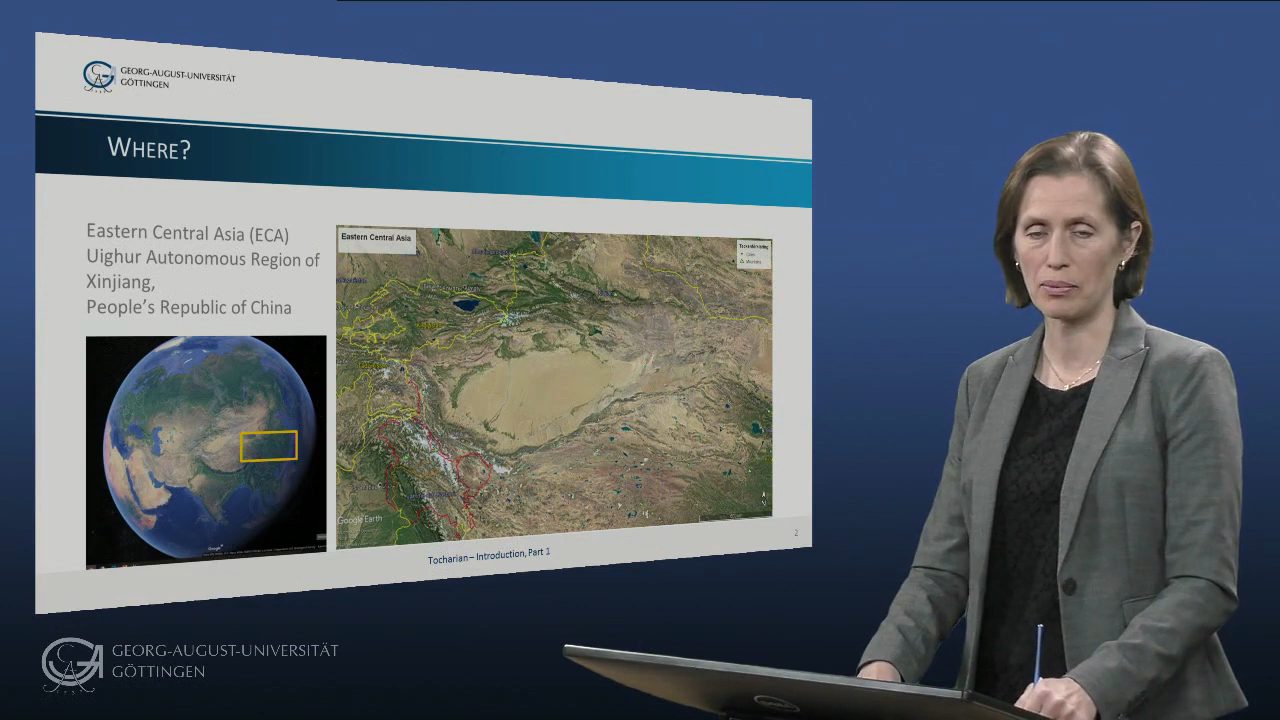 GEORG-AUGUST-UNIVERSITÄT
GÖTTINGEN
WHERE?
Eastern Central Asia (ECA)
Uighur Autonomous Region of
Xinjiang,
People's Republic of China
Eastern Central Asia
Google Earth
2
Tocharian – Introduction, Part 1
GEORG-AUGUST-UNIVERSITÄT
GÖTTINGEN